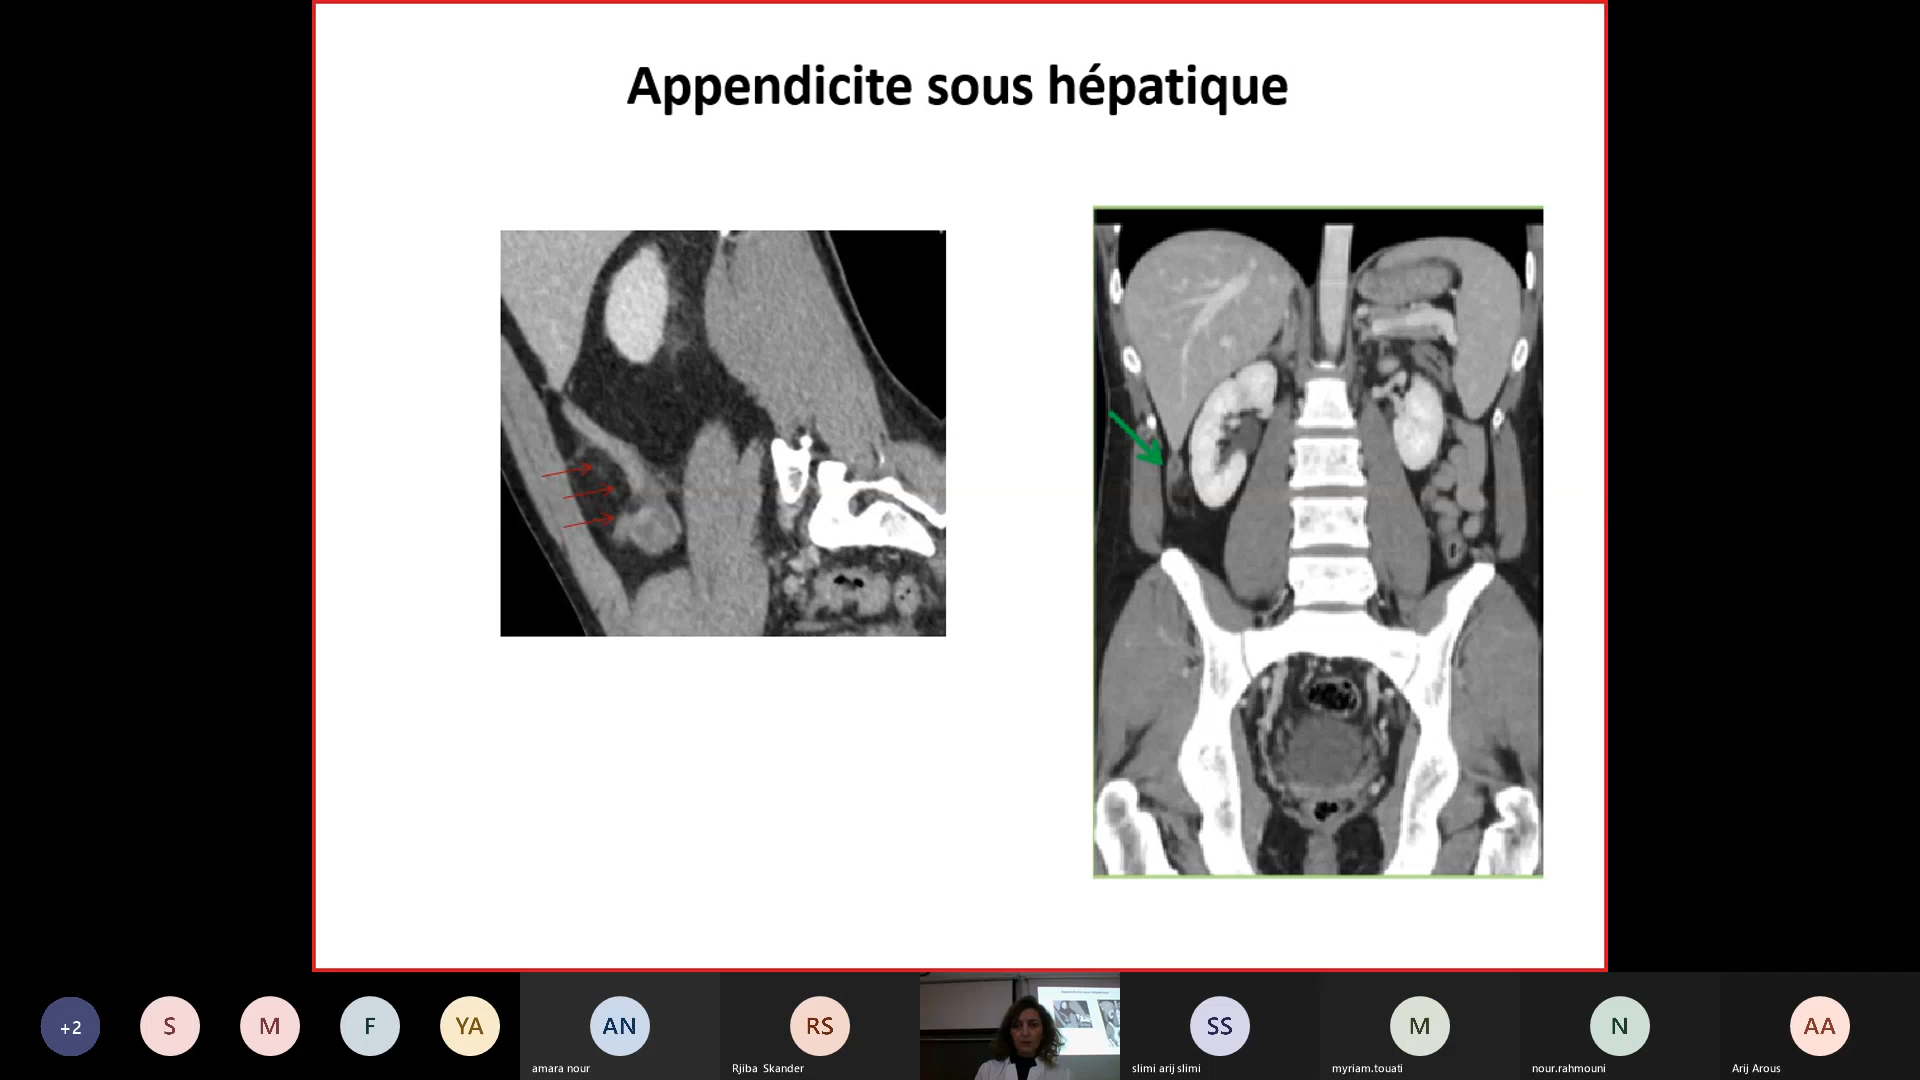 Appendicite sous hépatique
+2
S
M
F
YA
AN
RS
SS
M
N
AA
amara nour
Rjiba Skander
slimi arij slimi
myriam.touati
nour.rahmouni
Arij Arous